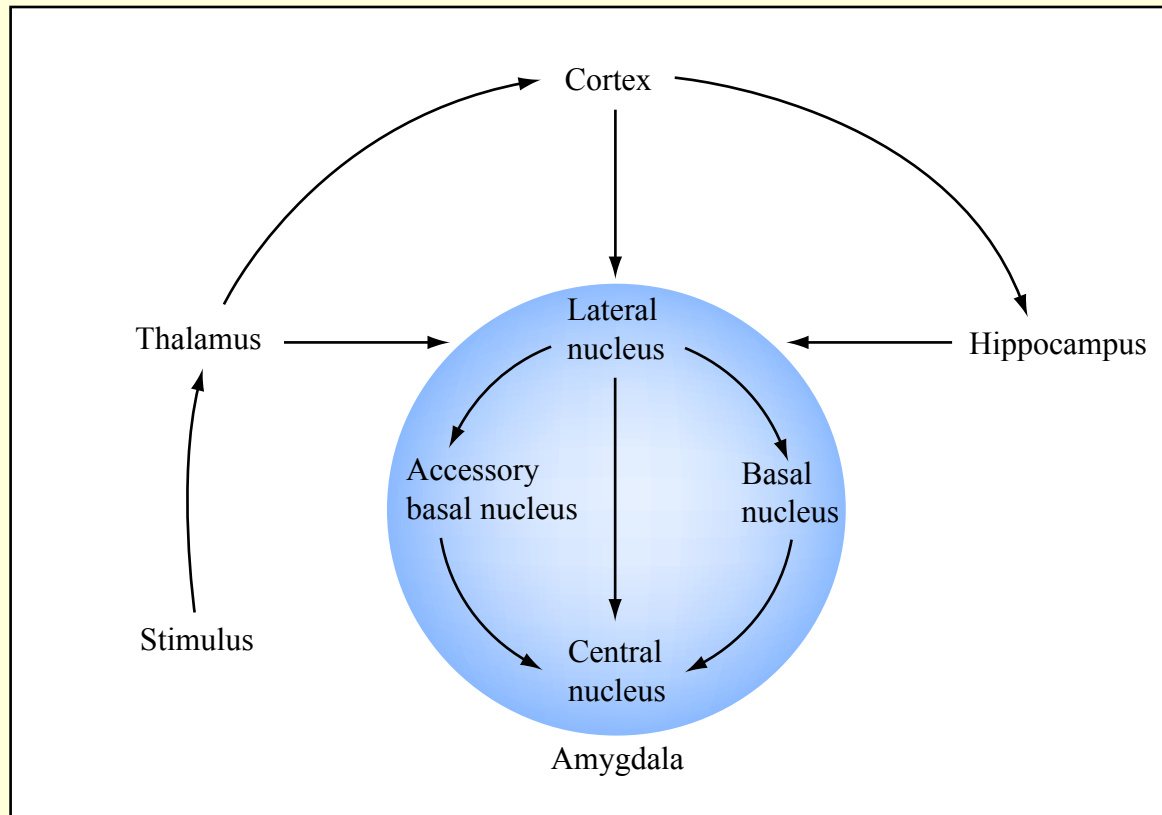 Cortex
Lateral
nucleus
Thalamus
Hippocampus
Accessory
basal nucleus
Basal
nucleus
Stimulus
Central
nucleus
Amygdala